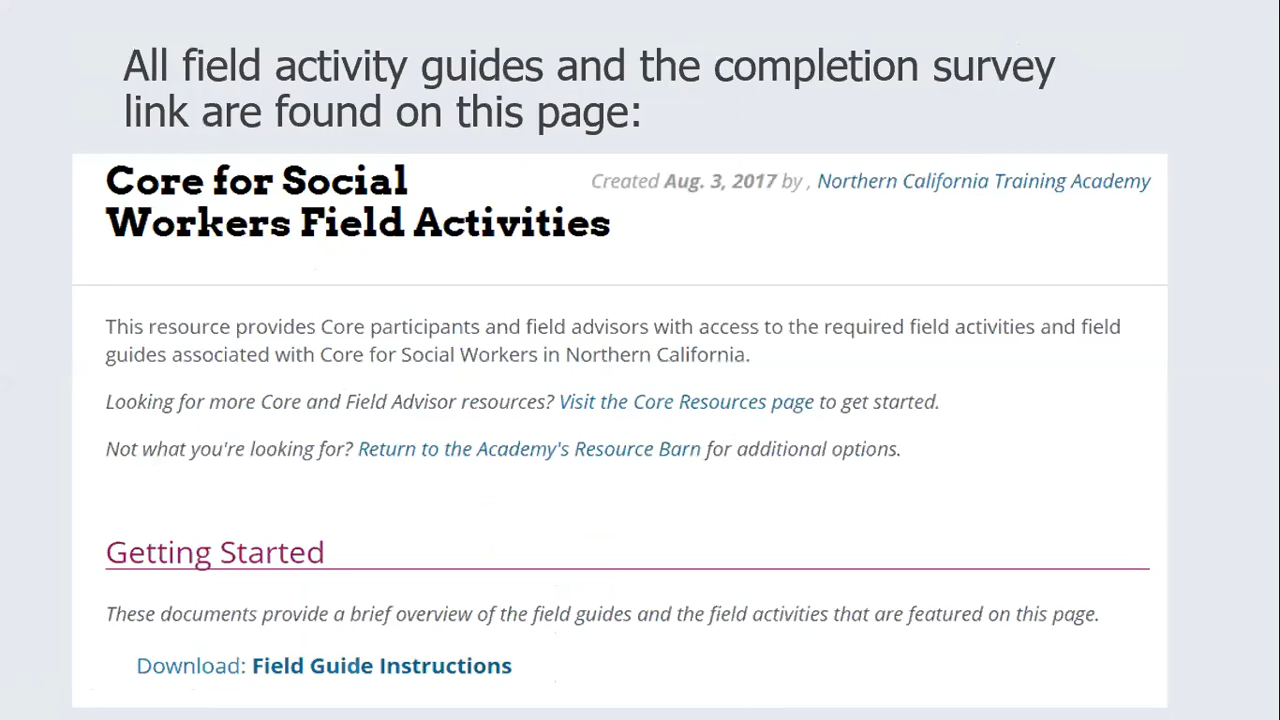 All field activity guides and the completion survey
link are found on this page:
Core for Social
Workers Field Activities
Created Aug. 3, 2017 by , Northern California Training Academy
This resource provides Core participants and field advisors with access to the required field activities and field
guides associated with Core for Social Workers in Northern California.
Looking for more Core and Field Advisor resources? Visit the Core Resources page to get started.
Not what you're looking for? Return to the Academy's Resource Barn for additional options.
Getting Started
These documents provide a brief overview of the field guides and the field activities that are featured on this page.
Download: Field Guide Instructions